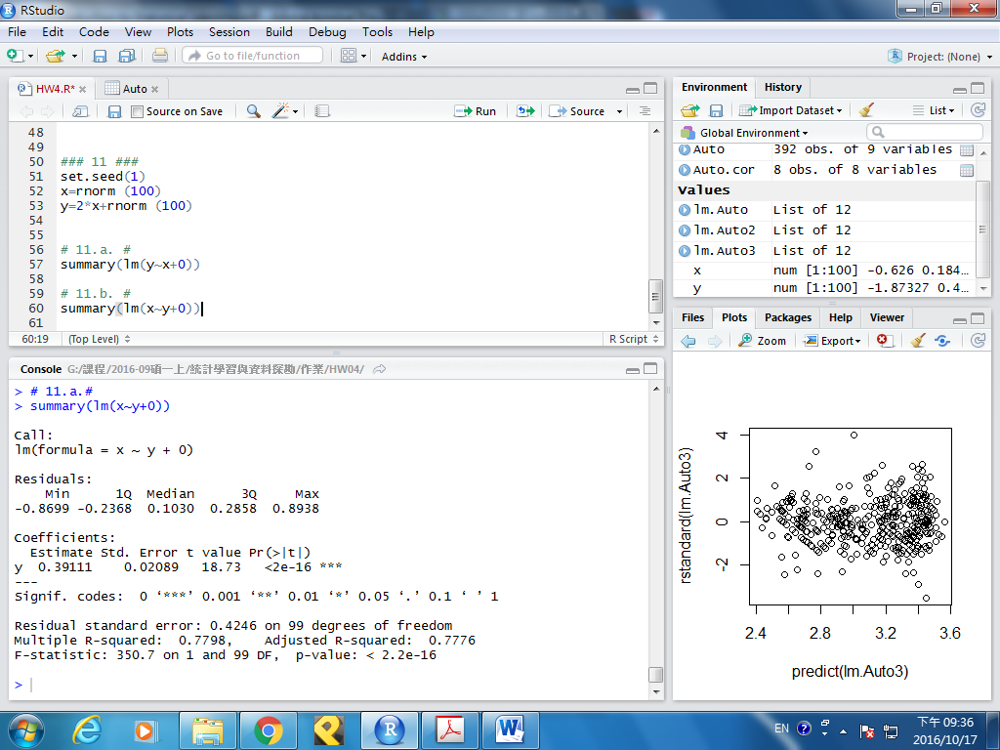 RStudio
File Edit Code View Plots Session Build Debug Tools Help
Go to file/function Addins Project: (None)
HW4.R* Auto
Source on Save Run Source
48
49
50 ### 11 ###
51 set.seed(1)
52 x=rnorm (100)
53 y=2*x+rnorm (100)
54
55
56 # 11.a. #
57 summary(lm(y~x+0))
58
59 # 11.b. #
60 summary(lm(x~y+0))
61
60:19 (Top Level) R Script
Console G:/課程/2016-09碩一上/統計學習與資料探勘/作業/HW04/
> # 11.a.#
> summary(lm(x~y+0))
Call:
lm(formula = x ~ y + 0)
Residuals:
Min 1Q Median 3Q Max
-0.8699 -0.2368 0.1030 0.2858 0.8938
Coefficients:
Estimate Std. Error t value Pr(>|t|)
y 0.39111 0.02089 18.73 <2e-16 ***
---
Signif. codes: 0 ‘***’ 0.001 ‘**’ 0.01 ‘*’ 0.05 ‘.’ 0.1 ‘ ’ 1
Residual standard error: 0.4246 on 99 degrees of freedom
Multiple R-squared: 0.7798, Adjusted R-squared: 0.7776
F-statistic: 350.7 on 1 and 99 DF, p-value: < 2.2e-16
>
Environment History
Import Dataset List
Global Environment
Auto 392 obs. of 9 variables
Auto.cor 8 obs. of 8 variables
Values
lm.Auto List of 12
lm.Auto2 List of 12
lm.Auto3 List of 12
x num [1:100] -0.626 0.184…
y num [1:100] -1.87327 0.4…
Files Plots Packages Help Viewer
Zoom Export
rstandard(lm.Auto3)
4
2
0
-2
2.4 2.8 3.2 3.6
predict(lm.Auto3)
EN
下午 09:36
2016/10/17